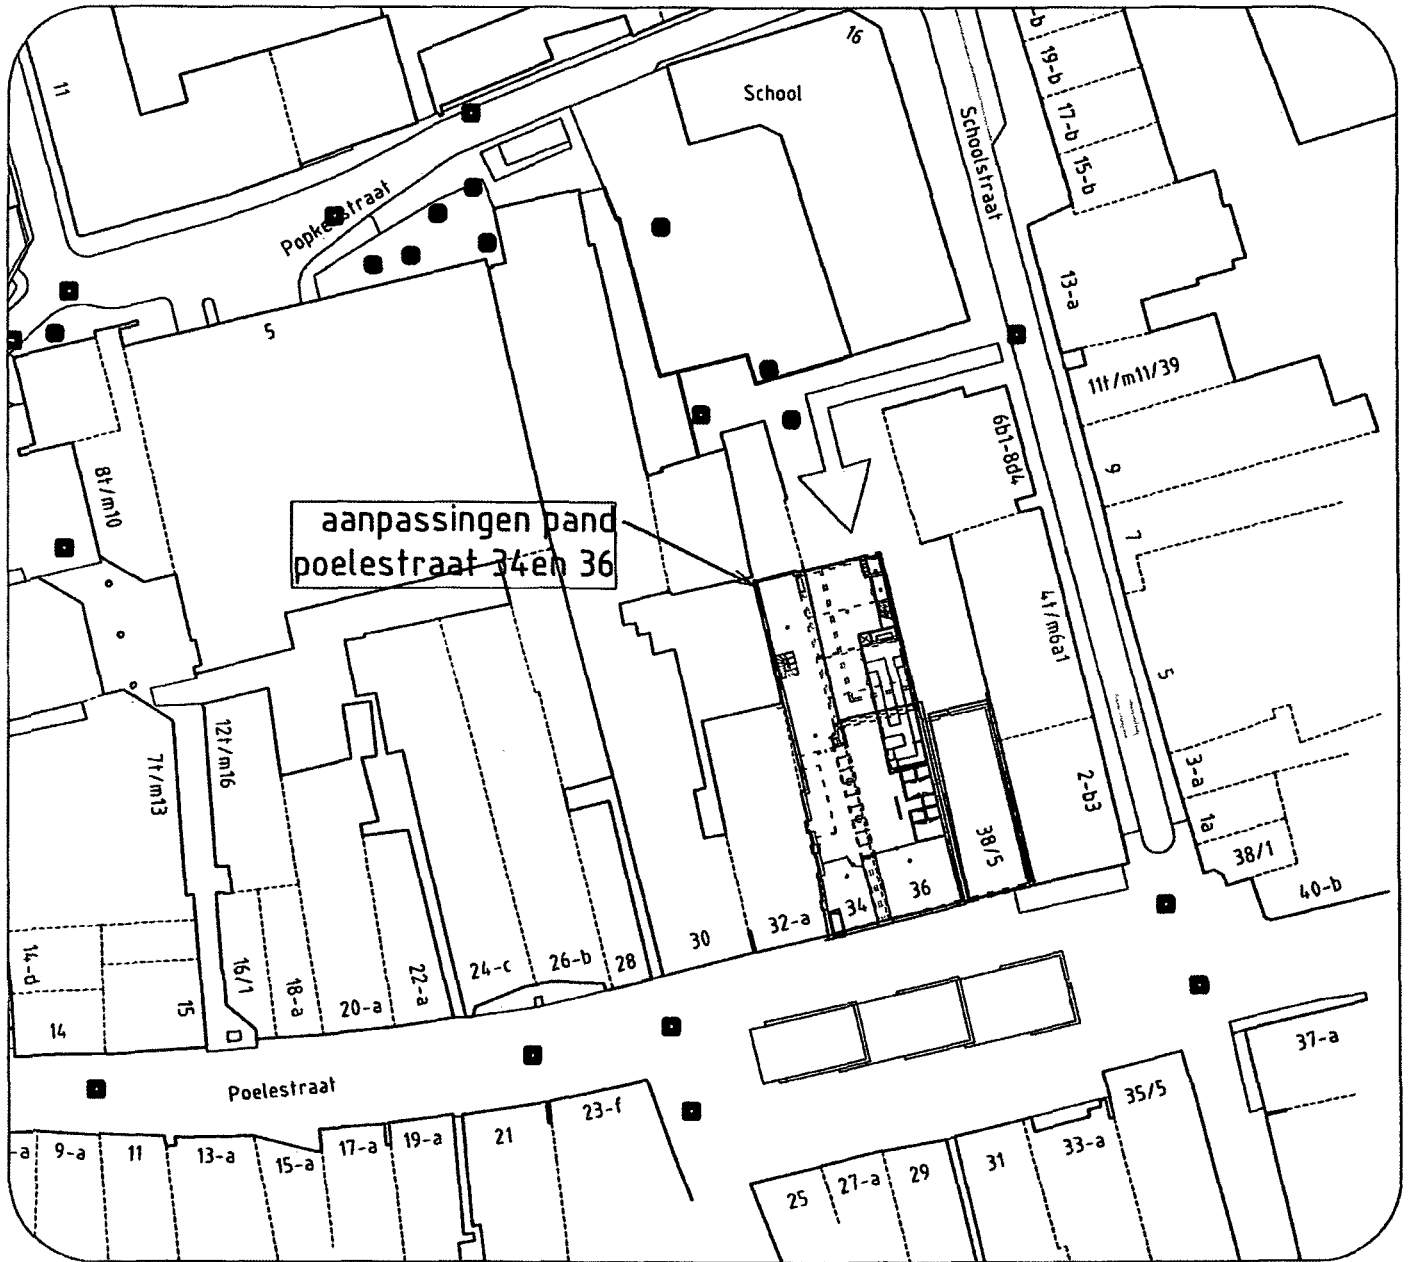 11
16
School
-b
19-b
17-b
15-b
Schoolstraat
13-a
5
11t/m11/39
6b1-8d4
9
7
8t/m10
aanpassingen pand
poelestraat 34en 36
4t/m6a1
5
12t/m16
7t/m13
3-a
2-b3
1a
38/1
38/5
40-b
36
34
32-a
30
28
26-b
24-c
22-a
20-a
18-a
16/1
15
14-d
14
37-a
Poelestraat
35/5
33-a
31
29
27-a
25
23-f
21
19-a
17-a
15-a
13-a
11
9-a
-a